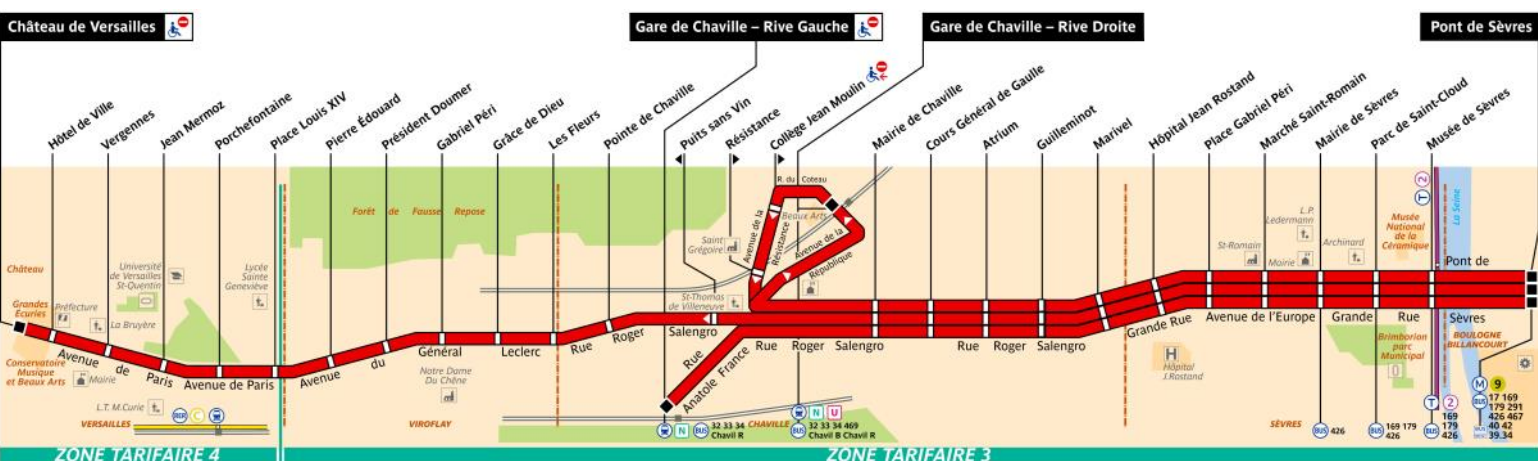 Château de Versailles
Gare de Chaville – Rive Gauche
Gare de Chaville – Rive Droite
Pont de Sèvres
Hôtel de Ville
Vergennes
Jean Mermoz
Porchefontaine
Place Louis XIV
Pierre Édouard
Président Doumer
Gabriel Péri
Grâce de Dieu
Les Fleurs
Pointe de Chaville
Puits sans Vin
Résistance
Collège Jean Moulin
Mairie de Chaville
Cours Général de Gaulle
Atrium
Guilleminot
Marivel
Hôpital Jean Rostand
Place Gabriel Péri
Marché Saint-Romain
Mairie de Sèvres
Parc de Saint-Cloud
Musée de Sèvres
Château
Grandes
Ecuries
Préfecture
La Bruyère
Conservatoire
Musique
et Beaux Arts
Mairie
Université
de Versailles
St-Quentin
Lycée
Sainte
Geneviève
Avenue de Paris
Avenue de Paris
L.T. M.Curie
RER C
VERSAILLES
Forêt de Fausse Repose
Avenue du Général Leclerc
Notre Dame
Du Chêne
VIROFLAY
Rue Roger Salengro
Saint
Grégoire
St-Thomas
de Villeneuve
R. du Coteau
Beaux Arts
Avenue de la Résistance
Avenue de la République
Rue Anatole France
N BUS 32 33 34
Chavil R
CHAVILLE
N U
BUS 32 33 34 469
Chavil B Chavil R
Rue Roger Salengro
Rue Roger Salengro
Grande Rue
H
Hôpital
J.Rostand
St-Romain
Mairie
L.P.
Ledermann
Archinard
Musée
National
de la
Céramique
T 2
La Seine
Pont de
Sèvres
Avenue de l'Europe
Grande Rue
Brimborion
parc
Municipal
BOULOGNE
BILLANCOURT
SÈVRES
BUS 426
BUS 169 179
426
T 2
BUS 169
179
426
M 9
BUS 17 169
179 291
426 467
40 42
39.34
ZONE TARIFAIRE 4
ZONE TARIFAIRE 3